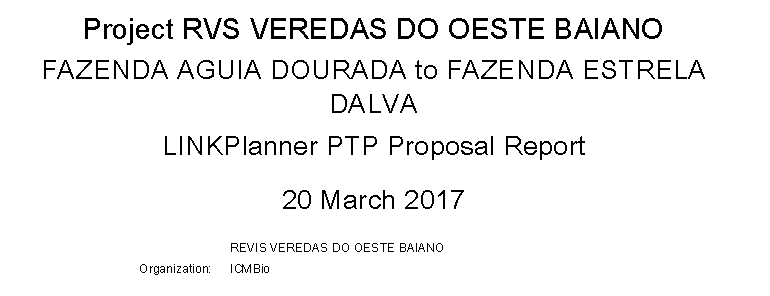 Project RVS VEREDAS DO OESTE BAIANO
FAZENDA AGUIA DOURADA to FAZENDA ESTRELA
DALVA
LINKPlanner PTP Proposal Report
20 March 2017
REVIS VEREDAS DO OESTE BAIANO
Organization: ICMBio